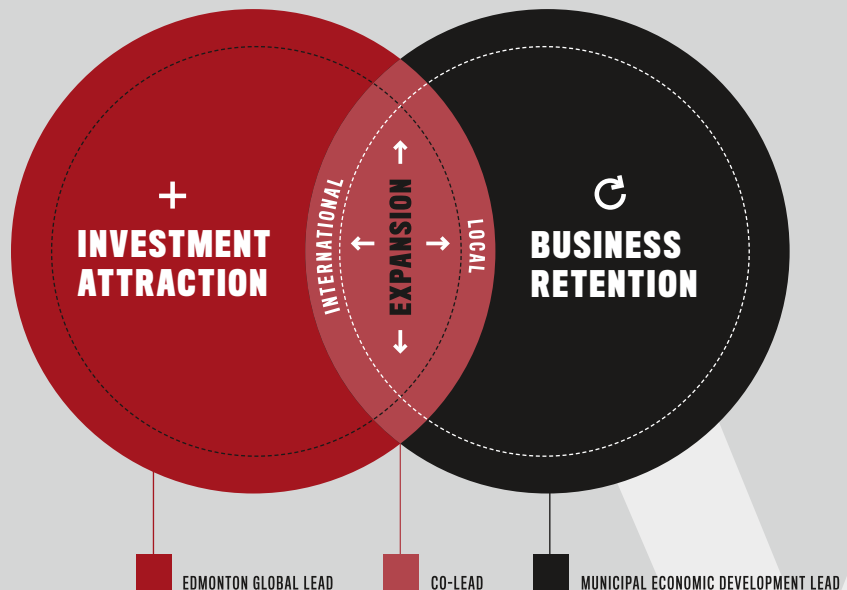 INVESTMENT
ATTRACTION
INTERNATIONAL
EXPANSION
LOCAL
BUSINESS
RETENTION
EDMONTON GLOBAL LEAD
CO-LEAD
MUNICIPAL ECONOMIC DEVELOPMENT LEAD